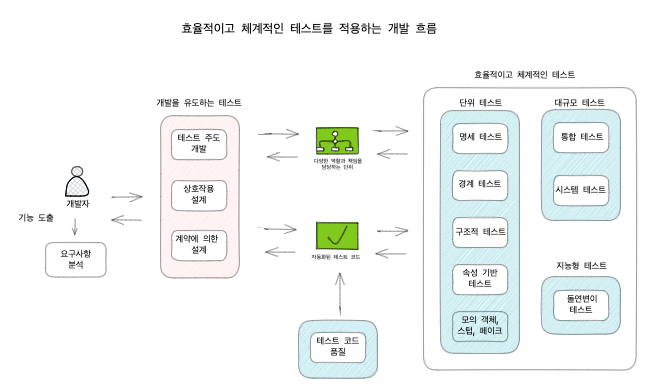 효율적이고 체계적인 테스트를 적용하는 개발 흐름
효율적이고 체계적인 테스트
개발을 유도하는 테스트
단위 테스트
대규모 테스트
테스트 주도
개발
다양한 역할과 책임을
담당하는 단위
명세 테스트
통합 테스트
경계 테스트
시스템 테스트
상호작용
설계
개발자
기능 도출
요구사항
분석
계약에 의한
설계
자동화된 테스트 코드
구조적 테스트
속성 기반
테스트
지능형 테스트
돌연변이
테스트
모의 객체,
스텁, 페이크
테스트 코드
품질